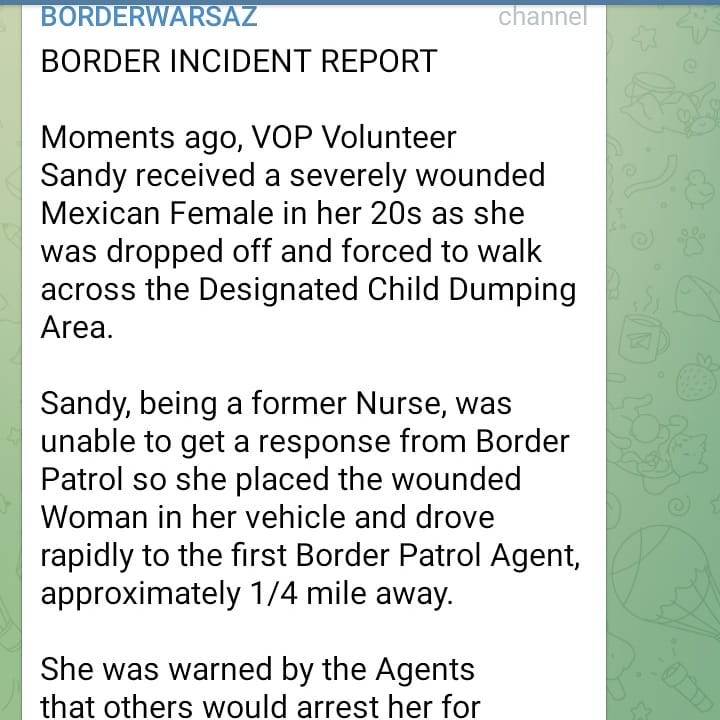 BORDERWARSAZ channel
BORDER INCIDENT REPORT
Moments ago, VOP Volunteer
Sandy received a severely wounded
Mexican Female in her 20s as she
was dropped off and forced to walk
across the Designated Child Dumping
Area.
Sandy, being a former Nurse, was
unable to get a response from Border
Patrol so she placed the wounded
Woman in her vehicle and drove
rapidly to the first Border Patrol Agent,
approximately 1/4 mile away.
She was warned by the Agents
that others would arrest her for